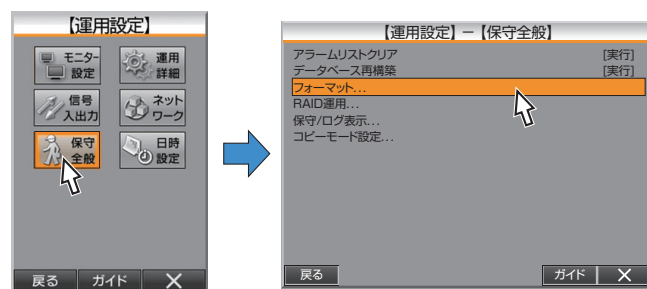 【運用設定】
モニター
設定
運用
詳細
信号
入出力
ネット
ワーク
保守
全般
日時
設定
戻る ガイド ×
【運用設定】－【保守全般】
アラームリストクリア [実行]
データベース再構築 [実行]
フォーマット...
RAID運用...
保守/ログ表示...
コピーモード設定...
戻る ガイド ×